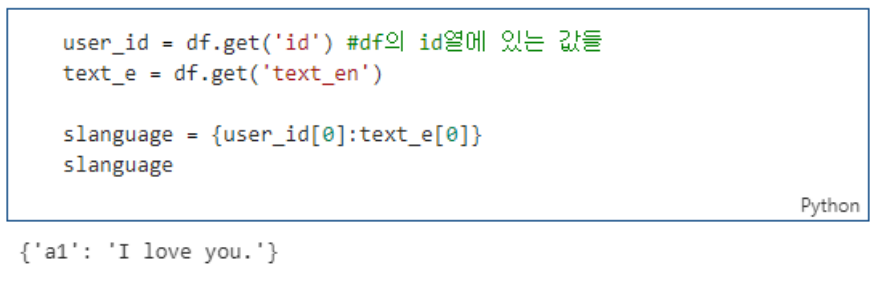 user_id = df.get('id') #df의 id열에 있는 값들
text_e = df.get('text_en')
slanguage = {user_id[0]:text_e[0]}
slanguage
Python
{'a1': 'I love you.'}